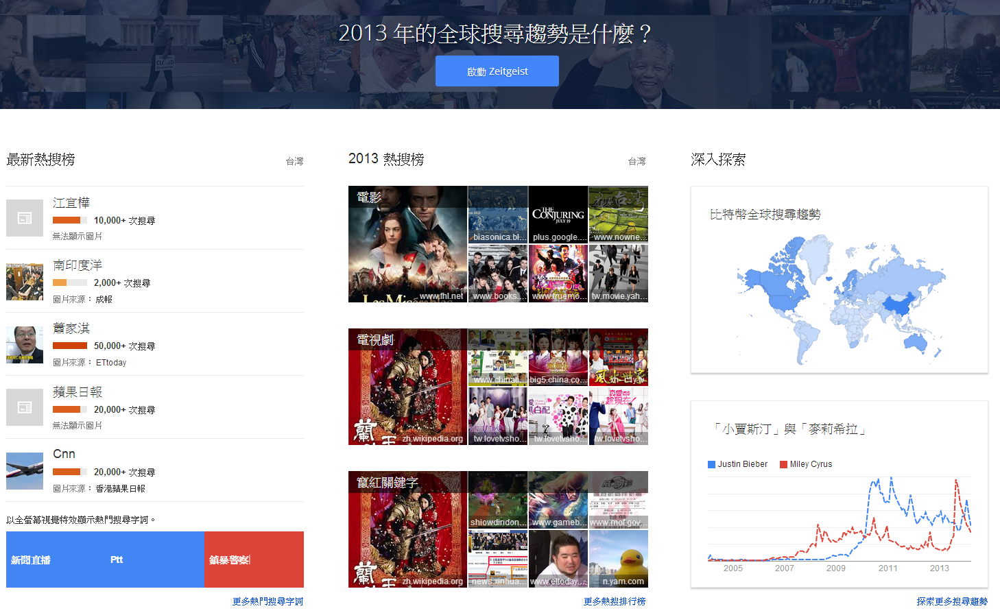 2013 年的全球搜尋趨勢是什麼？
啟動 Zeitgeist
最新熱搜榜
台灣
江宜樺
10,000+ 次搜尋
無法顯示圖片
南印度洋
2,000+ 次搜尋
圖片來源： 成報
蕭家淇
50,000+ 次搜尋
圖片來源： ETtoday
蘋果日報
20,000+ 次搜尋
無法顯示圖片
Cnn
20,000+ 次搜尋
圖片來源： 香港蘋果日報
以全螢幕視覺特效顯示熱門搜尋字詞。
新聞直播
Ptt
鎮暴警察
更多熱門搜尋字詞
2013 熱搜榜
台灣
電影
THE
CONJURING
JULY 19
biasonica.bl...
plus.google....
www.nowne...
Les Misérables
www.fhl.net
www.books....
www.truemo...
tw.movie.yah...
電視劇
www.chinati...
big5.china.co...
蘭
zh.wikipedia.org
tw.lovetvsho...
tw.lovetvsho...
tw.lovetvsho...
竄紅關鍵字
shiowdindon...
www.gameb...
www.mof.gov...
蘭
zh.wikipedia.org
news.xinhua...
www.ettoday...
n.yam.com
更多熱搜排行榜
深入探索
比特幣全球搜尋趨勢
「小賈斯汀」與「麥莉希拉」
Justin Bieber
Miley Cyrus
2005
2007
2009
2011
2013
探索更多搜尋趨勢